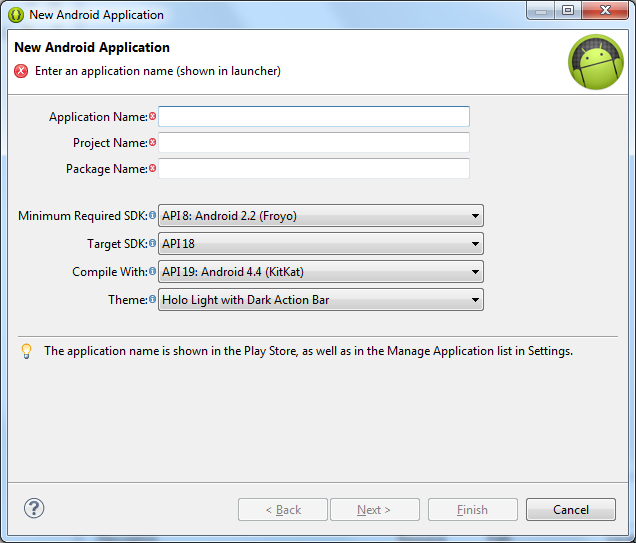 New Android Application
New Android Application
Enter an application name (shown in launcher)
Application Name:
Project Name:
Package Name:
Minimum Required SDK: API 8: Android 2.2 (Froyo)
Target SDK: API 18
Compile With: API 19: Android 4.4 (KitKat)
Theme: Holo Light with Dark Action Bar
The application name is shown in the Play Store, as well as in the Manage Application list in Settings.
? < Back Next > Finish Cancel